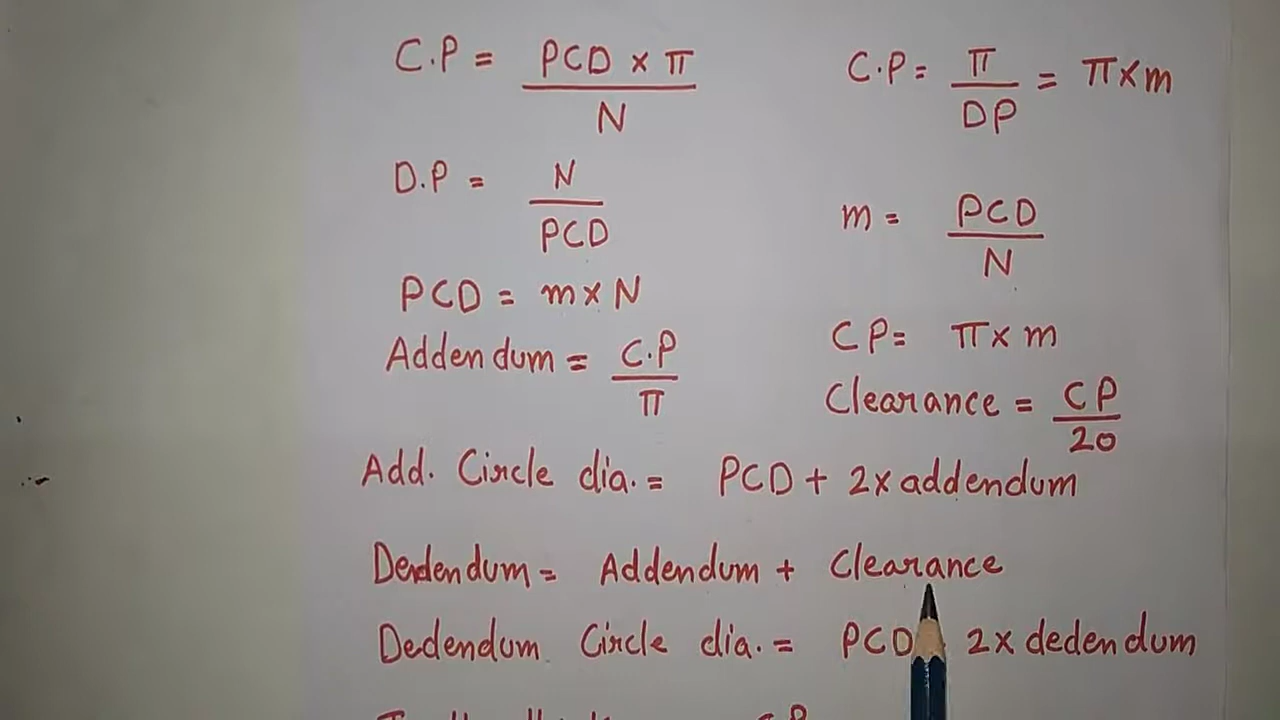 C.P = PCD × π / N
C.P = π / DP = π × m
D.P = N / PCD
m = PCD / N
PCD = m × N
Addendum = C.P / π
CP = π × m
Clearance = CP / 20
Add. Circle dia. = PCD + 2 × addendum
Dedendum = Addendum + Clearance
Dedendum Circle dia. = PCD 2 × dedendum
CP